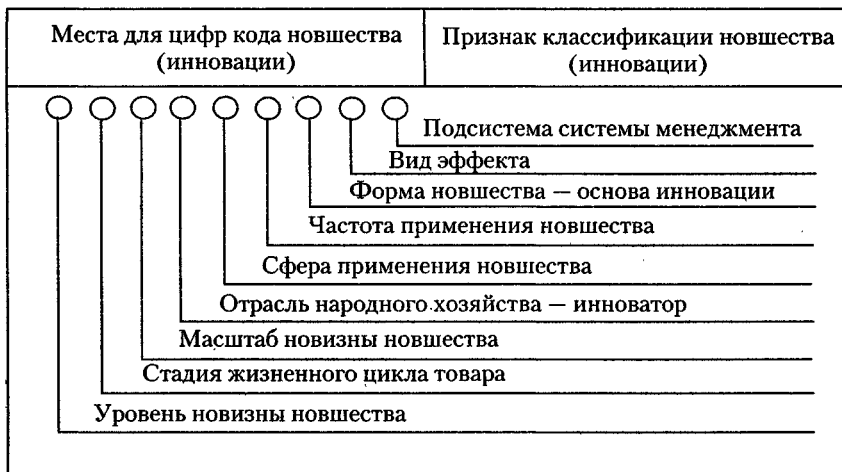 Места для цифр кода новшества
(инновации)
Признак классификации новшества
(инновации)
Подсистема системы менеджмента
Вид эффекта
Форма новшества — основа инновации
Частота применения новшества
Сфера применения новшества
Отрасль народного хозяйства — инноватор
Масштаб новизны новшества
Стадия жизненного цикла товара
Уровень новизны новшества